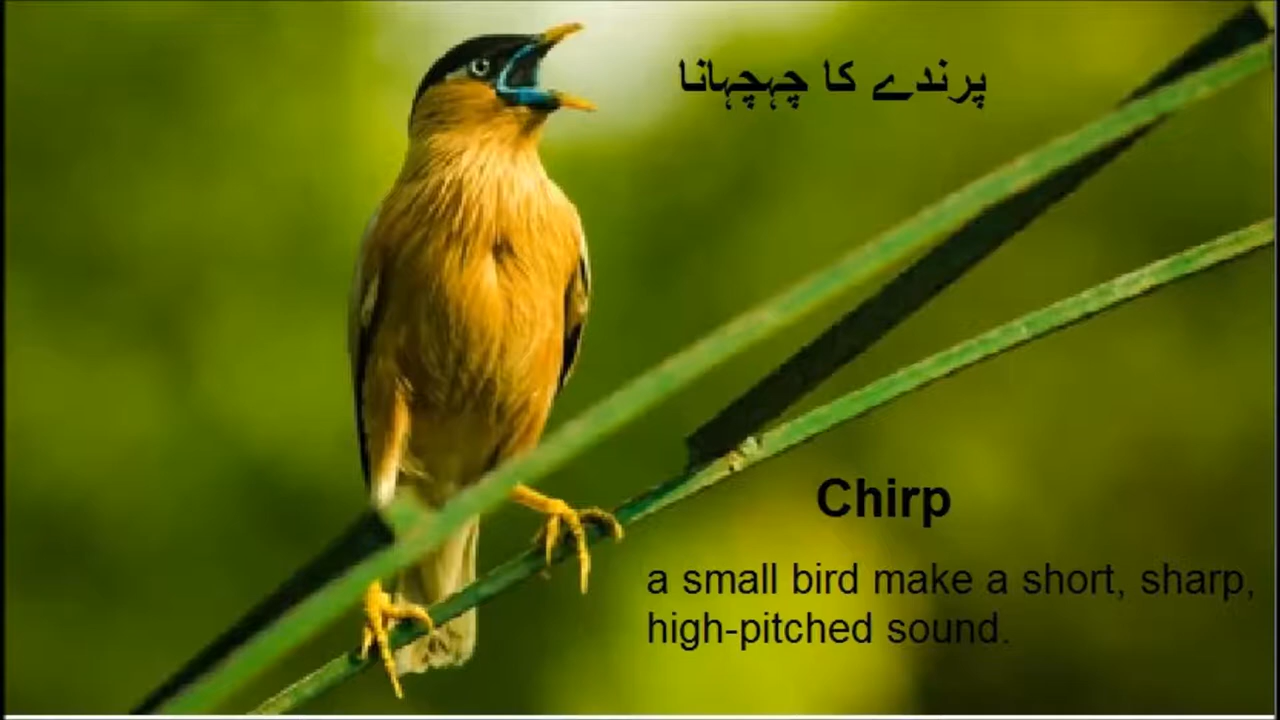 پرندے کا چہچہانا
Chirp
a small bird make a short, sharp,
high-pitched sound.